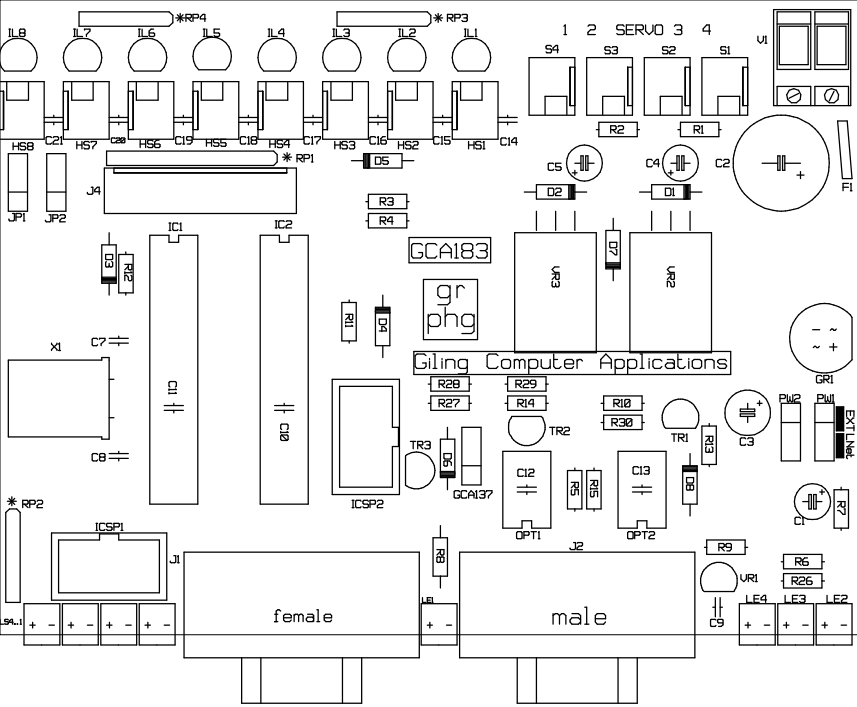 RP4 RP3
IL8 IL7 IL6 IL5 IL4 IL3 IL2 IL1
1 2 SERVO 3 4
V1
S4 S3 S2 S1
C21 C20 C19 C18 C17 C16 C15 C14
HS8 HS7 HS6 HS5 HS4 HS3 HS2 HS1
R2 R1
RP1 D5
C5 C4 C2
F1
J4 D2 D1
R3
R4
JP1 JP2
IC1 IC2
D3 R12
GCA183
D7
VR3 VR2
gr
phg
R11 D4
C7
X1
Giling Computer Applications
GR1
R28 R29
R27 R14 R10
R30
C11 C10
TR3 D6 TR2 TR1 R13
C3
PW2 PW1
EXT LNet
C8
C12 C13
R5 R15 D8
GCA137
ICSP2
RP2
C1 R7
ICSP1
OPT1 OPT2
J1 J2
R8
R9
R6
R26
VR1
LS4..1
LE1
LE4 LE3 LE2
C9
female male